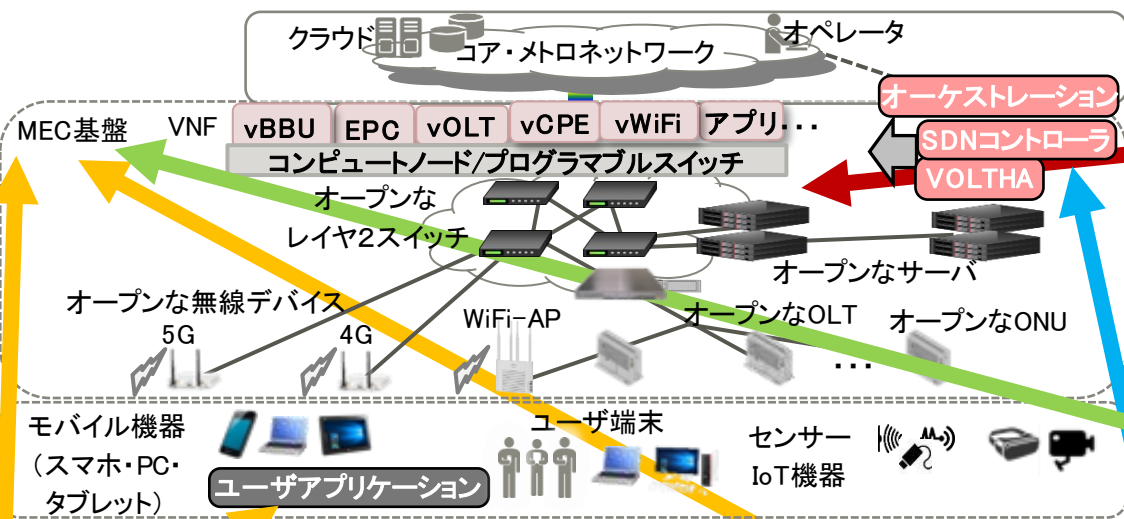 クラウド
オペレータ
コア・メトロネットワーク
オーケストレーション
MEC基盤
VNF
vBBU
EPC
vOLT
vCPE
vWiFi
アプリ・・・
SDNコントローラ
コンピュートノード/プログラマブルスイッチ
VOLTHA
オープンな
レイヤ2スイッチ
オープンなサーバ
オープンな無線デバイス
5G
4G
WiFi-AP
オープンなOLT
オープンなONU
・・・
モバイル機器
(スマホ・PC・
タブレット)
ユーザ端末
センサー
IoT機器
ユーザアプリケーション